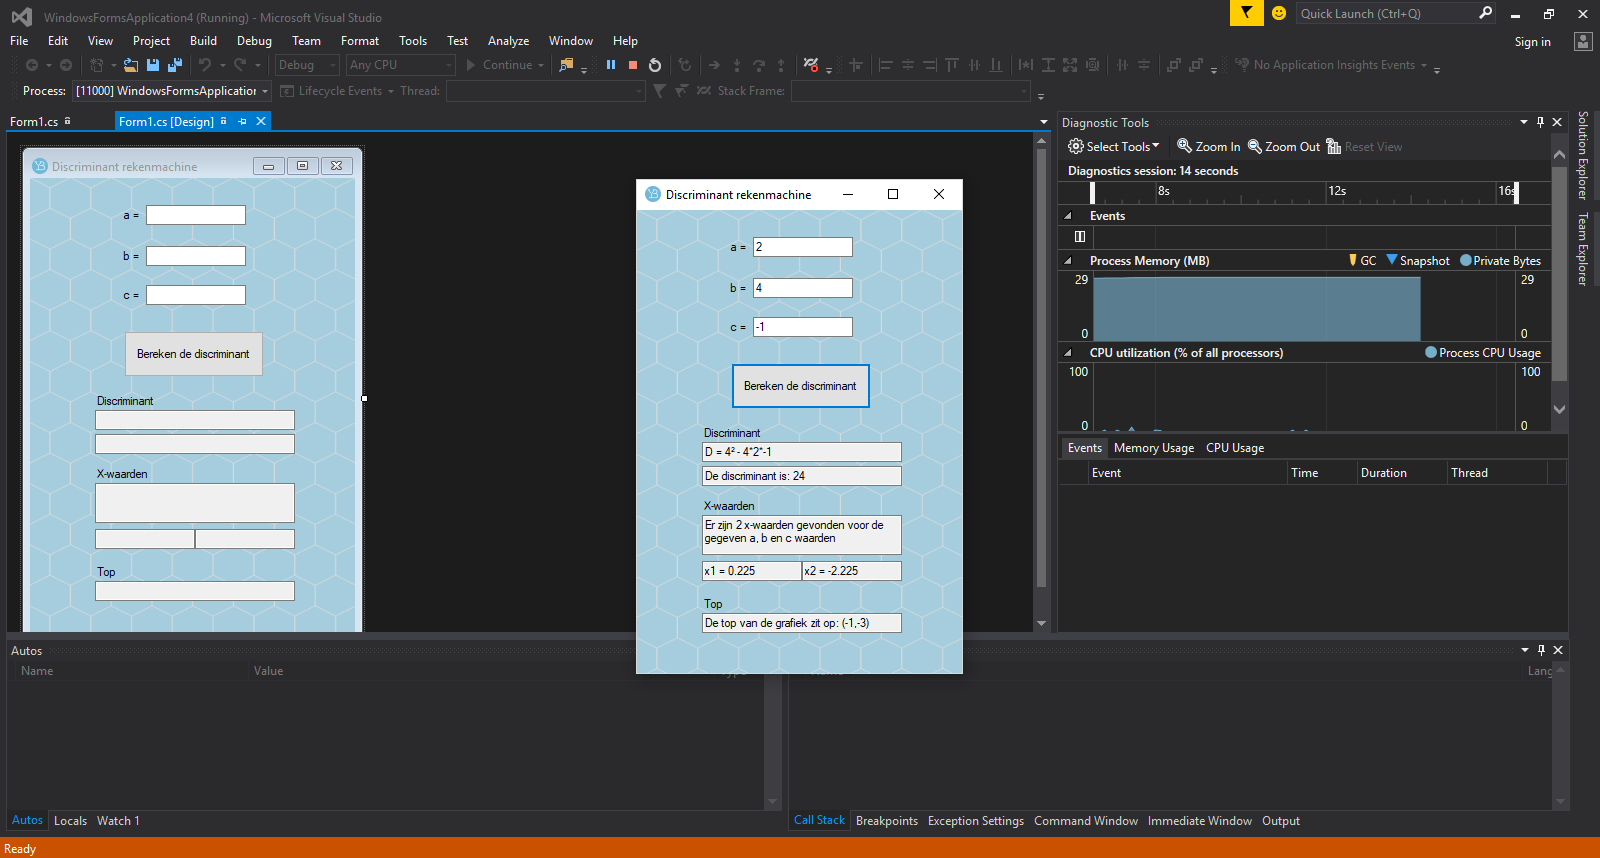 WindowsFormsApplication4 (Running) - Microsoft Visual Studio
Quick Launch (Ctrl+Q)
File Edit View Project Build Debug Team Format Tools Test Analyze Window Help
Sign in
Debug Any CPU Continue No Application Insights Events
Process: [11000] WindowsFormsApplication Lifecycle Events Thread: Stack Frame:
Form1.cs Form1.cs [Design]
Discriminant rekenmachine
a =
b =
c =
Bereken de discriminant
Discriminant
X-waarden
Top
Discriminant rekenmachine
a = 2
b = 4
c = -1
Bereken de discriminant
Discriminant
D = 4² - 4*2*-1
De discriminant is: 24
X-waarden
Er zijn 2 x-waarden gevonden voor de
gegeven a, b en c waarden
x1 = 0.225 x2 = -2.225
Top
De top van de grafiek zit op: (-1,-3)
Diagnostic Tools
Select Tools Zoom In Zoom Out Reset View
Diagnostics session: 14 seconds
8s 12s 16s
Events
Process Memory (MB) GC Snapshot Private Bytes
29 29
0 0
CPU utilization (% of all processors) Process CPU Usage
100 100
0 0
Events Memory Usage CPU Usage
Event Time Duration Thread
Solution Explorer
Team Explorer
Autos
Name Value Type
Name Lang
Autos Locals Watch 1
Call Stack Breakpoints Exception Settings Command Window Immediate Window Output
Ready